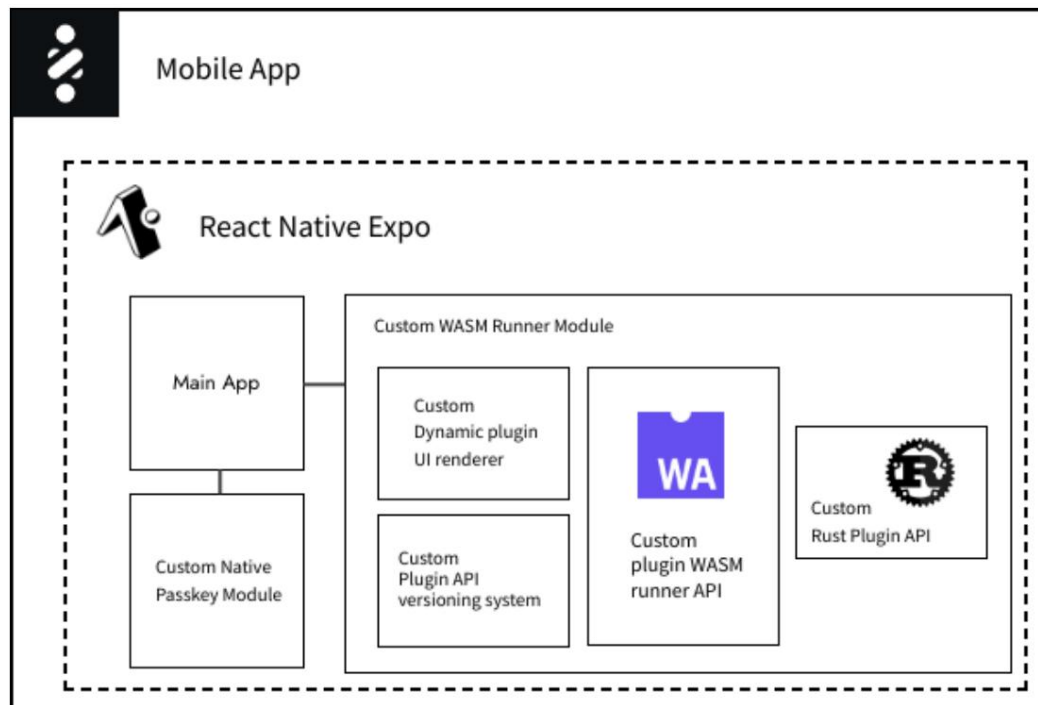 Mobile App
React Native Expo
Main App
Custom Native
Passkey Module
Custom WASM Runner Module
Custom
Dynamic plugin
UI renderer
Custom
Plugin API
versioning system
WA
Custom
plugin WASM
runner API
R
Custom
Rust Plugin API